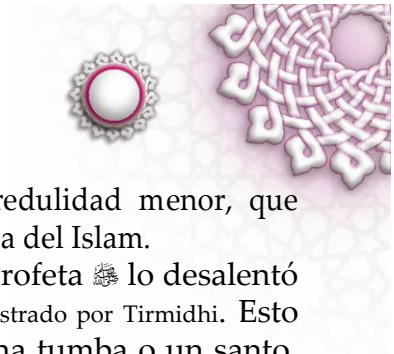 redulidad menor, que
a del Islam.
rofeta ﷺ lo desalentó
strado por Tirmidhi. Esto
na tumba o un santo,